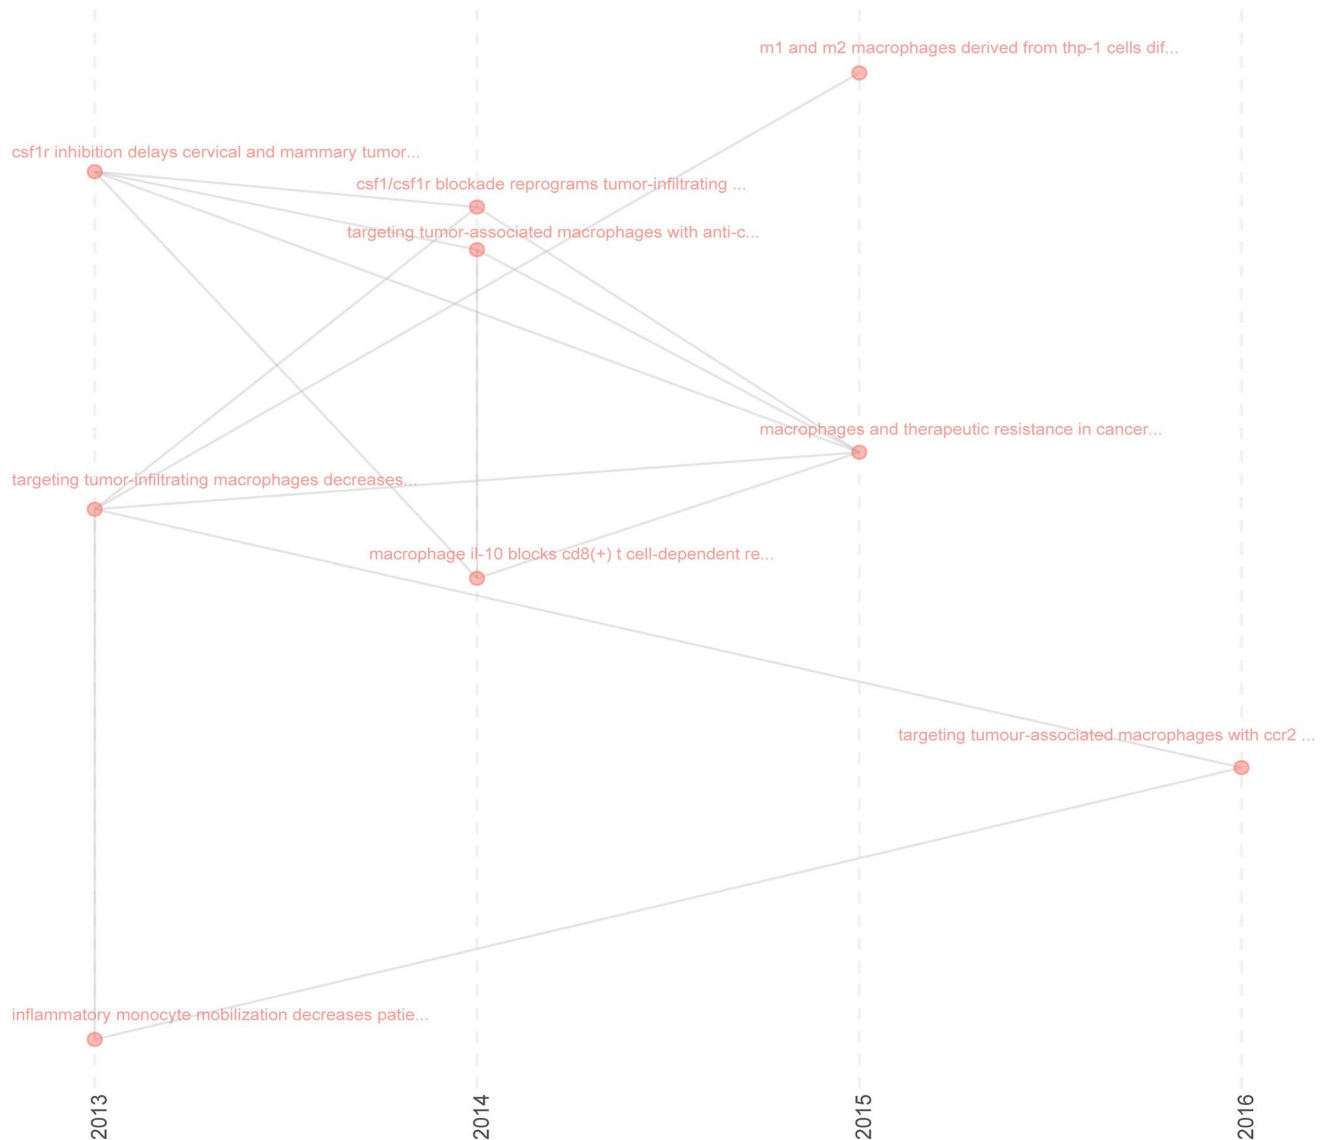 m1 and m2 macrophages derived from thp-1 cells dif...
csf1r inhibition delays cervical and mammary tumor...
csf1/csf1r blockade reprograms tumor-infiltrating ...
targeting tumor-associated macrophages with anti-c...
macrophages and therapeutic resistance in cancer...
targeting tumor-infiltrating macrophages decreases...
macrophage il-10 blocks cd8(+) t cell-dependent re...
targeting tumour-associated macrophages with ccr2 ...
inflammatory monocyte mobilization decreases patie...
2013
2014
2015
2016